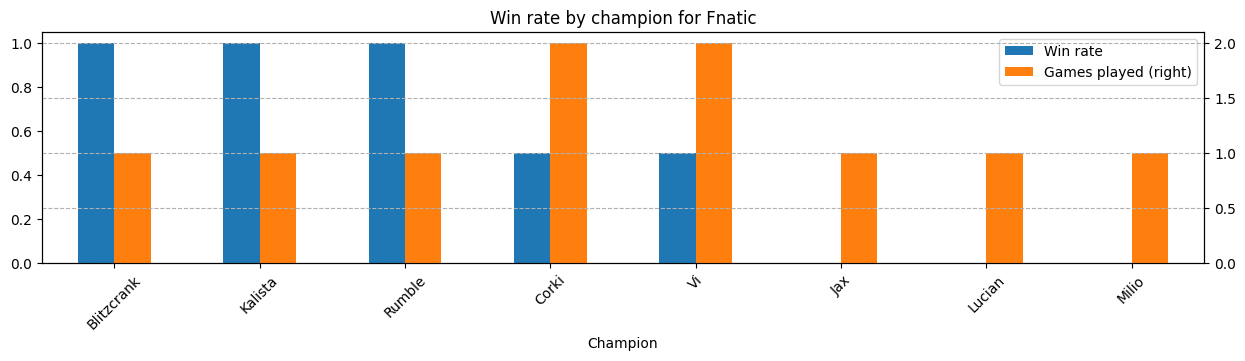 Win rate by champion for Fnatic
Win rate
Games played (right)
1.0
0.8
0.6
0.4
0.2
0.0
2.0
1.5
1.0
0.5
0.0
Blitzcrank
Kalista
Rumble
Corki
Vi
Jax
Lucian
Milio
Champion